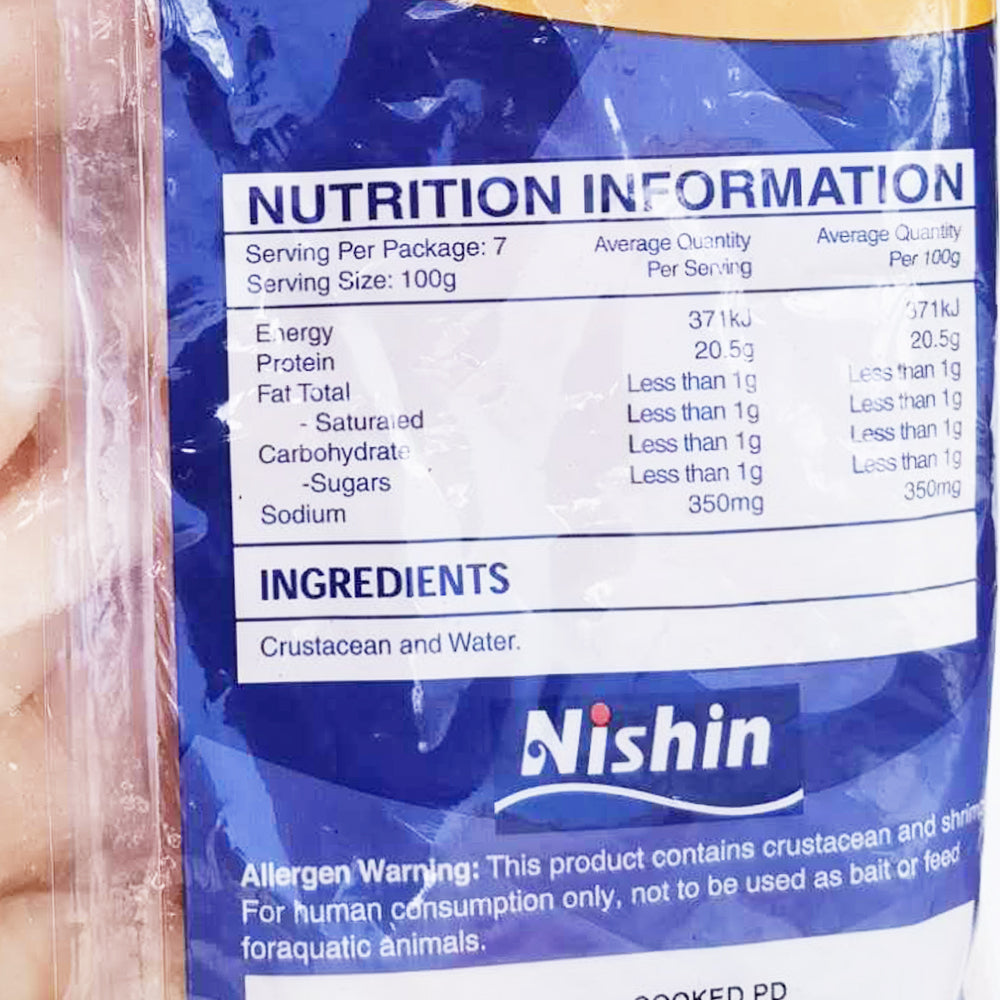 NUTRITION INFORMATION
Serving Per Package: 7 Average Quantity Average Quantity
Serving Size: 100g Per Serving Per 100g
Energy 371kJ 371kJ
Protein 20.5g 20.5g
Fat Total Less than 1g Less than 1g
- Saturated Less than 1g Less than 1g
Carbohydrate Less than 1g Less than 1g
-Sugars Less than 1g Less than 1g
Sodium 350mg 350mg
INGREDIENTS
Crustacean and Water.
Nishin
Allergen Warning: This product contains crustacean and
For human consumption only, not to be used as bait or feed
foraquatic animals.
COOKED PD